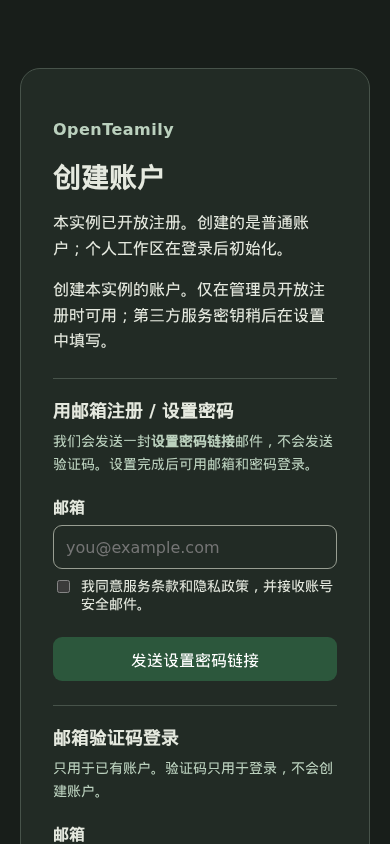 OpenTeamily
创建账户
本实例已开放注册。创建的是普通账
户；个人工作区在登录后初始化。
创建本实例的账户。仅在管理员开放注
册时可用；第三方服务密钥稍后在设置
中填写。
用邮箱注册 / 设置密码
我们会发送一封设置密码链接邮件，不会发送
验证码。设置完成后可用邮箱和密码登录。
邮箱
you@example.com
我同意服务条款和隐私政策，并接收账号
安全邮件。
发送设置密码链接
邮箱验证码登录
只用于已有账户。验证码只用于登录，不会创
建账户。
邮箱